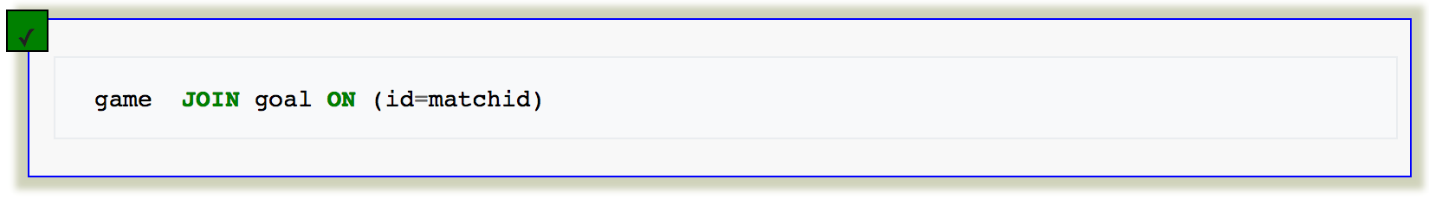 ✓
game  JOIN goal ON (id=matchid)